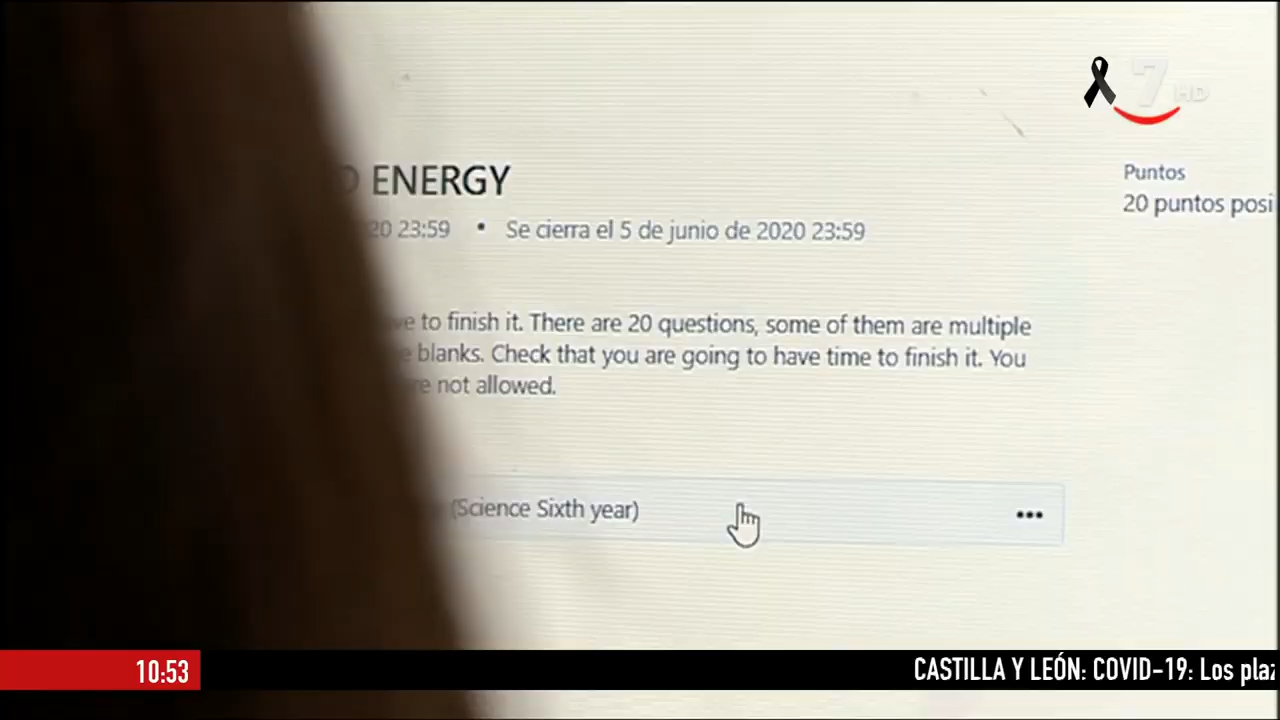 7 HD
ENERGY
Puntos
20 puntos posi
20 23:59 • Se cierra el 5 de junio de 2020 23:59
to finish it. There are 20 questions, some of them are multiple
blanks. Check that you are going to have time to finish it. You
not allowed.
(Science Sixth year)
10:53
CASTILLA Y LEÓN: COVID-19: Los plaz